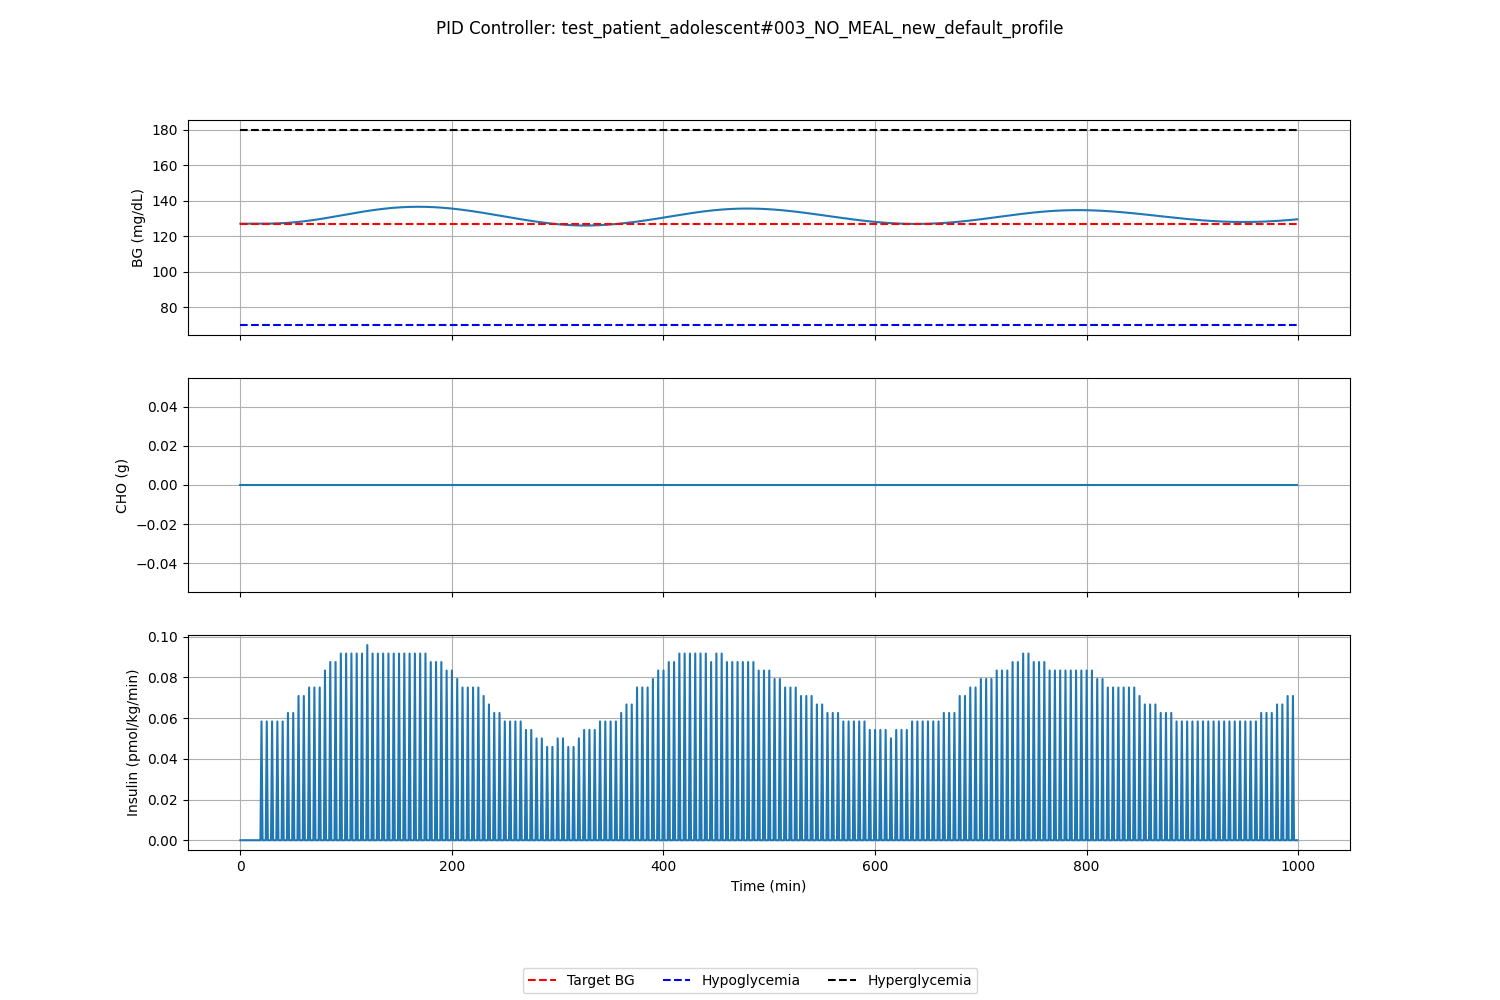 PID Controller: test_patient_adolescent#003_NO_MEAL_new_default_profile
180
160
140
120
100
80
BG (mg/dL)
0.04
0.02
0.00
−0.02
−0.04
CHO (g)
0.10
0.08
0.06
0.04
0.02
0.00
Insulin (pmol/kg/min)
0 200 400 600 800 1000
Time (min)
Target BG Hypoglycemia Hyperglycemia